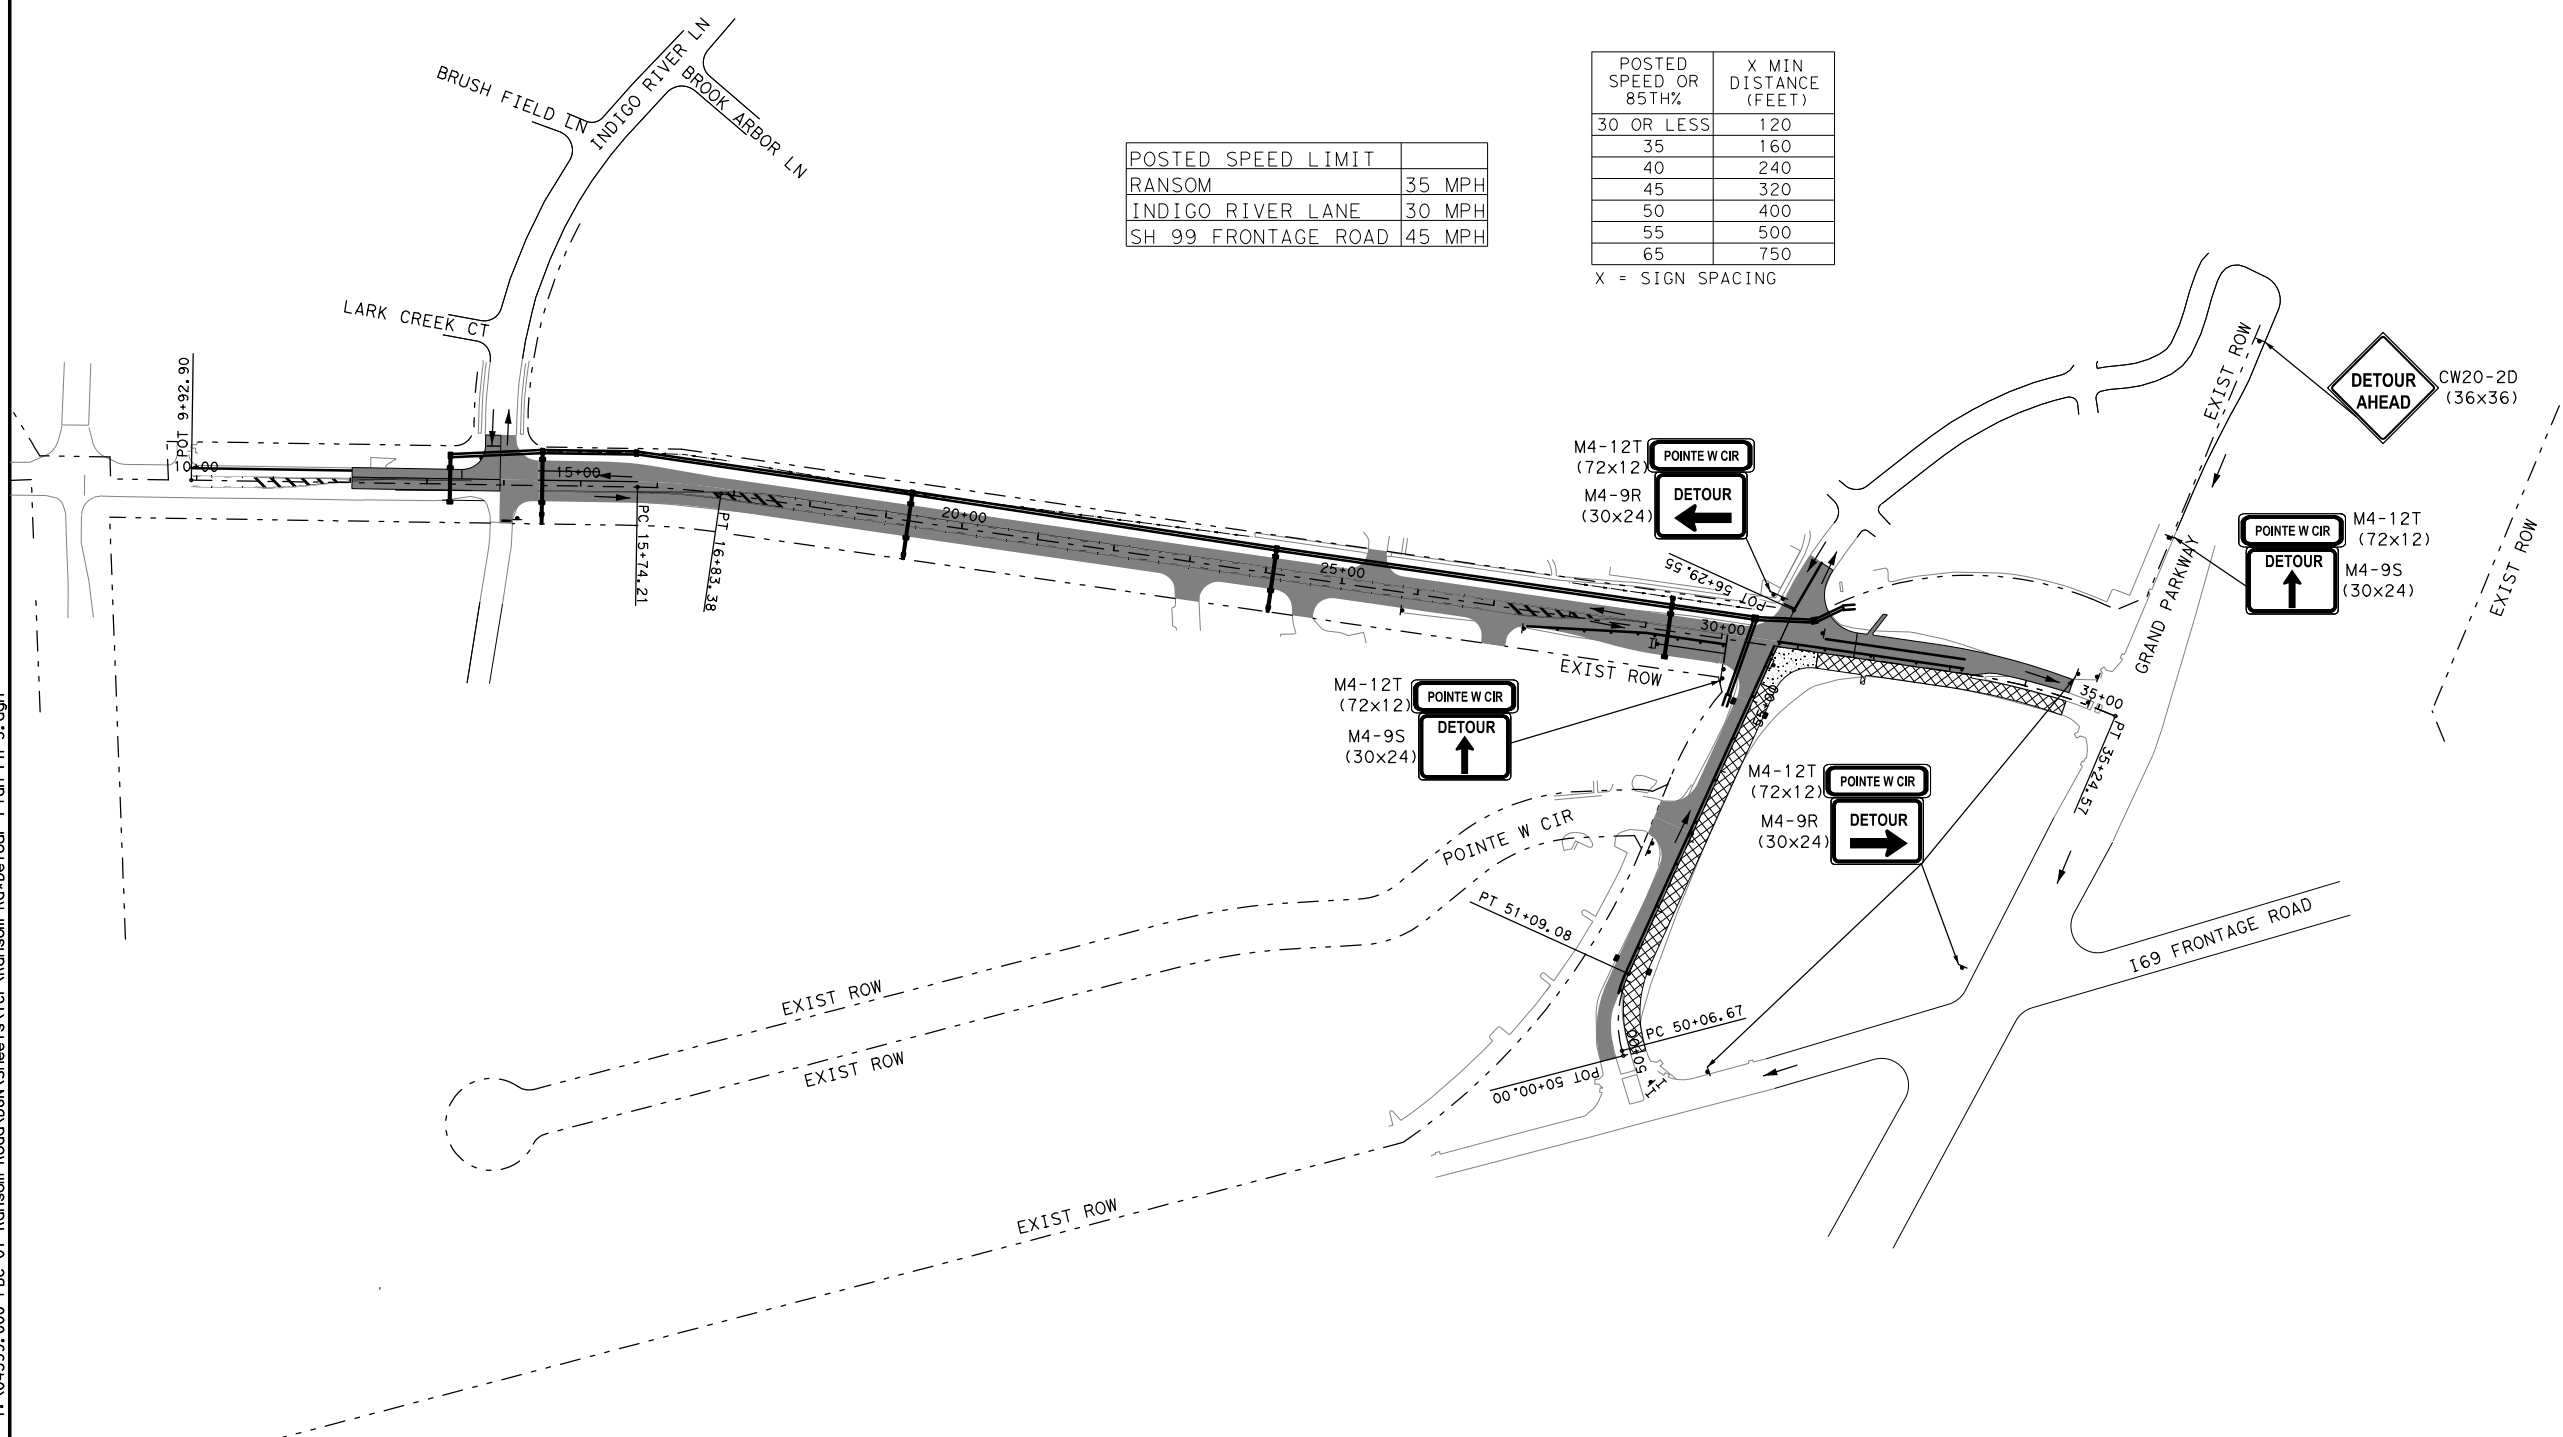 INDIGO RIVER LN
BRUSH FIELD LN
BROOK ARBOR LN
LARK CREEK CT
POSTED SPEED LIMIT
RANSOM 35 MPH
INDIGO RIVER LANE 30 MPH
SH 99 FRONTAGE ROAD 45 MPH
POSTED
SPEED OR
85TH%
X MIN
DISTANCE
(FEET)
30 OR LESS 120
35 160
40 240
45 320
50 400
55 500
65 750
X = SIGN SPACING
POT 9+92.90
10+00
15+00
PC 15+74.21
PT 16+83.38
20+00
25+00
30+00
35+00
PT 35+24.57
EXIST ROW
DETOUR
AHEAD
CW20-2D
(36x36)
M4-12T
(72x12)
POINTE W CIR
M4-9R
(30x24)
DETOUR
POT 56+29.55
GRAND PARKWAY
POINTE W CIR
M4-12T
(72x12)
DETOUR
M4-9S
(30x24)
EXIST ROW
EXIST ROW
M4-12T
(72x12)
POINTE W CIR
M4-9S
(30x24)
DETOUR
M4-12T
(72x12)
POINTE W CIR
M4-9R
(30x24)
DETOUR
POINTE W CIR
PT 51+09.08
I69 FRONTAGE ROAD
PC 50+06.67
50+00
POT 50+00.00
EXIST ROW
EXIST ROW
EXIST ROW